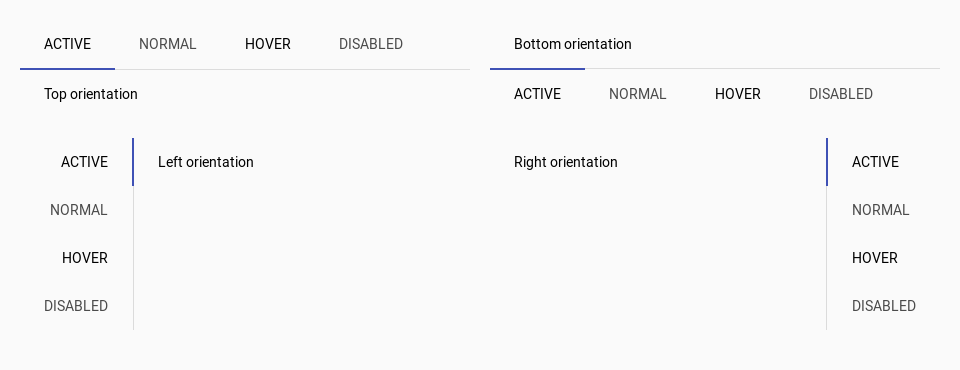 ACTIVE NORMAL HOVER DISABLED
Top orientation
Bottom orientation
ACTIVE NORMAL HOVER DISABLED
ACTIVE
NORMAL
HOVER
DISABLED
Left orientation
Right orientation
ACTIVE
NORMAL
HOVER
DISABLED